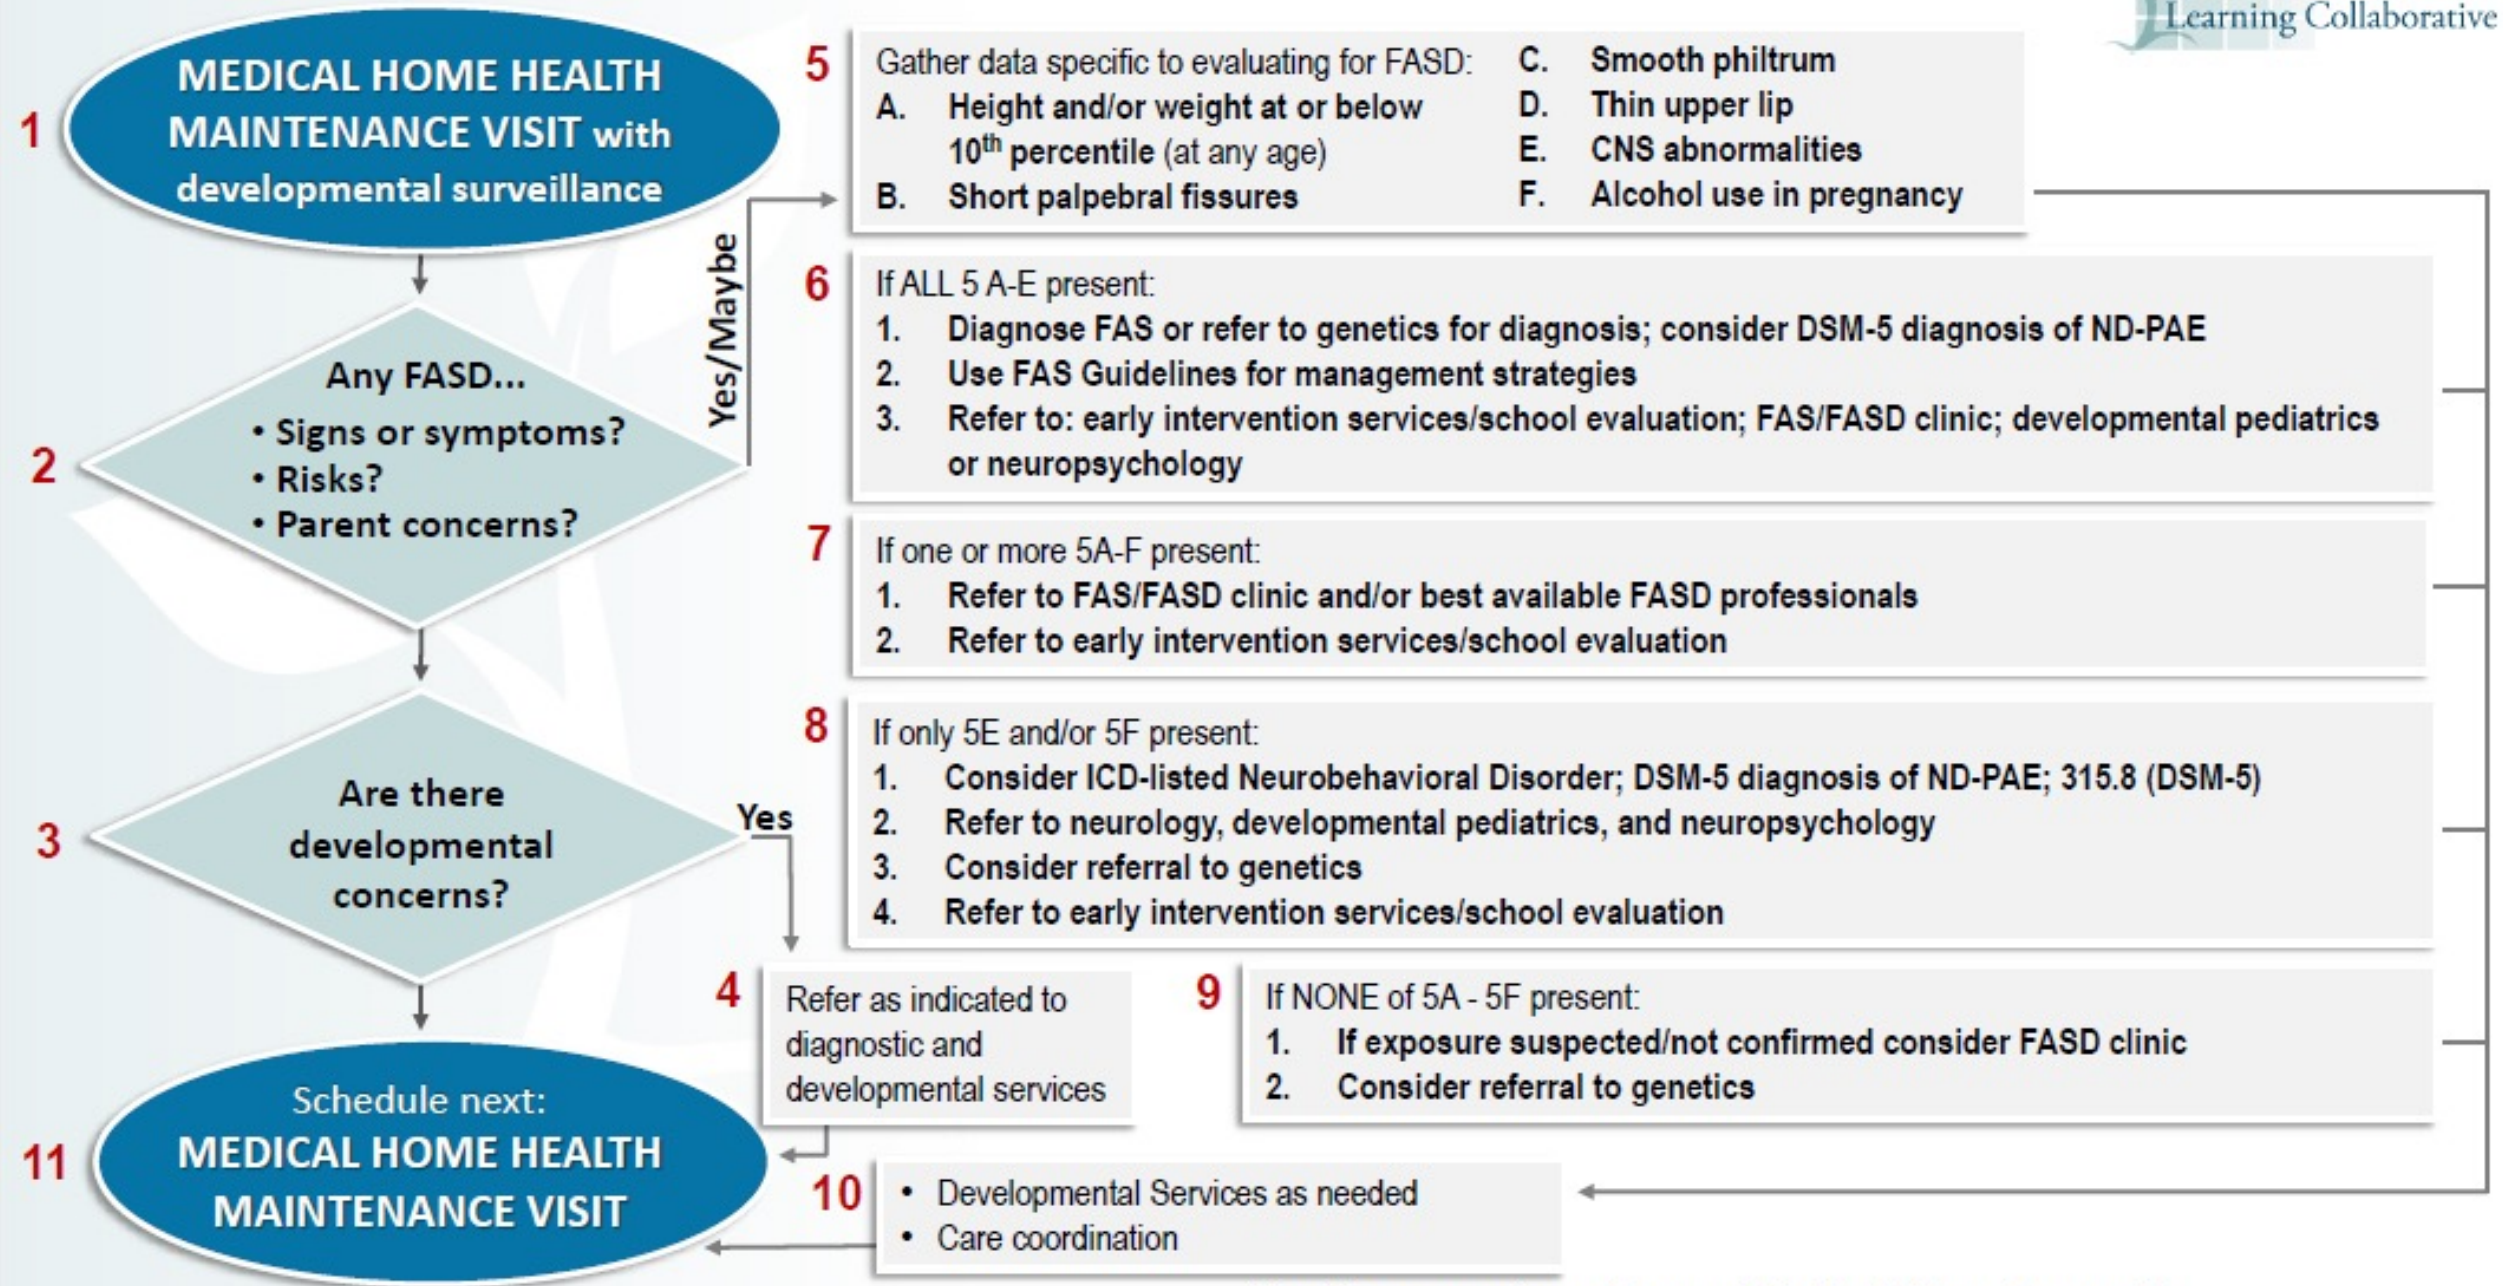 Learning Collaborative
1
MEDICAL HOME HEALTH
MAINTENANCE VISIT with
developmental surveillance
2
Any FASD...
• Signs or symptoms?
• Risks?
• Parent concerns?
Yes/Maybe
3
Are there
developmental
concerns?
Yes
4
Refer as indicated to
diagnostic and
developmental services
5
Gather data specific to evaluating for FASD:
A. Height and/or weight at or below
10th percentile (at any age)
B. Short palpebral fissures
C. Smooth philtrum
D. Thin upper lip
E. CNS abnormalities
F. Alcohol use in pregnancy
6
If ALL 5 A-E present:
1. Diagnose FAS or refer to genetics for diagnosis; consider DSM-5 diagnosis of ND-PAE
2. Use FAS Guidelines for management strategies
3. Refer to: early intervention services/school evaluation; FAS/FASD clinic; developmental pediatrics
or neuropsychology
7
If one or more 5A-F present:
1. Refer to FAS/FASD clinic and/or best available FASD professionals
2. Refer to early intervention services/school evaluation
8
If only 5E and/or 5F present:
1. Consider ICD-listed Neurobehavioral Disorder; DSM-5 diagnosis of ND-PAE; 315.8 (DSM-5)
2. Refer to neurology, developmental pediatrics, and neuropsychology
3. Consider referral to genetics
4. Refer to early intervention services/school evaluation
9
If NONE of 5A - 5F present:
1. If exposure suspected/not confirmed consider FASD clinic
2. Consider referral to genetics
10
• Developmental Services as needed
• Care coordination
11
Schedule next:
MEDICAL HOME HEALTH
MAINTENANCE VISIT